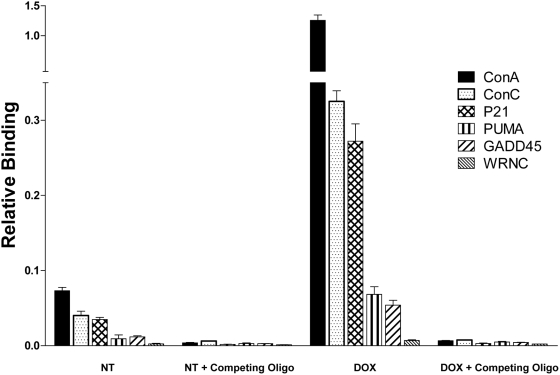 Relative Binding
1.5
1.0
0.3
0.2
0.1
0.0
ConA
ConC
P21
PUMA
GADD45
WRNC
NT
NT + Competing Oligo
DOX
DOX + Competing Oligo